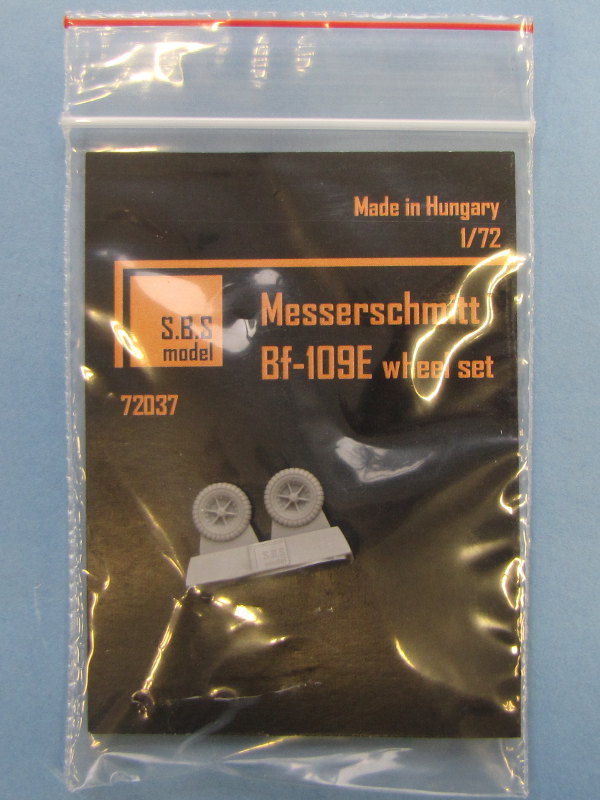 Made in Hungary
1/72
S.B.S
model
Messerschmitt
Bf-109E wheel set
72037
S.B.S